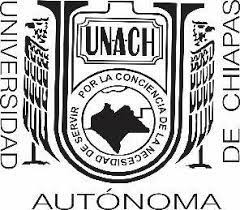 UNIVERSIDAD
UNACH
POR LA CONCIENCIA DE LA NECESIDAD DE SERVIR
DE CHIAPAS
AUTÓNOMA